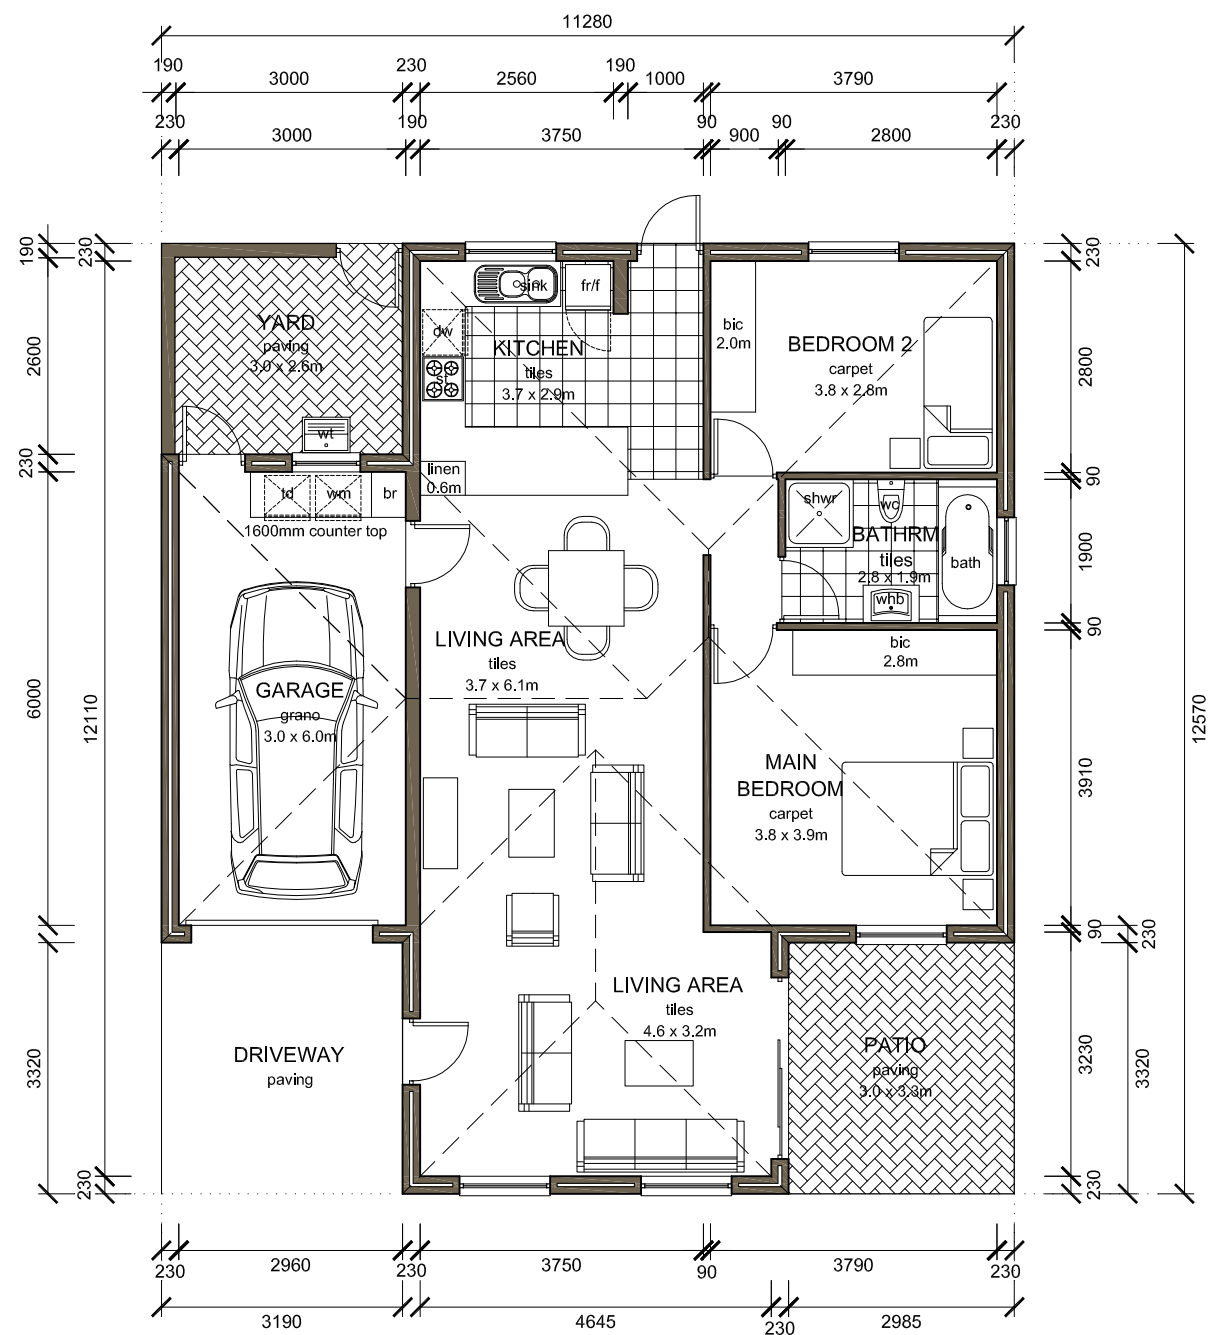 11280
190 3000 230 2560 190 1000 3790
230 3000 190 3750 90 900 90 2800 230
190 230
230
2600
2800
230
90
1900
90
6000
12110
12570
3910
90 230
3320
3230
3320
230
230
YARD
paving
3.0 x 2.6m
wt
sink
fr/f
dw
st
KITCHEN
tiles
3.7 x 2.9m
linen
0.6m
bic
2.0m
BEDROOM 2
carpet
3.8 x 2.8m
td wm br
1600mm counter top
shwr
wc
BATHRM
tiles
2.8 x 1.9m
whb
bath
LIVING AREA
tiles
3.7 x 6.1m
bic
2.8m
GARAGE
grano
3.0 x 6.0m
MAIN
BEDROOM
carpet
3.8 x 3.9m
LIVING AREA
tiles
4.6 x 3.2m
DRIVEWAY
paving
PATIO
paving
3.0 x 3.3m
230 2960 230 3750 90 3790 230
3190 4645 230 2985